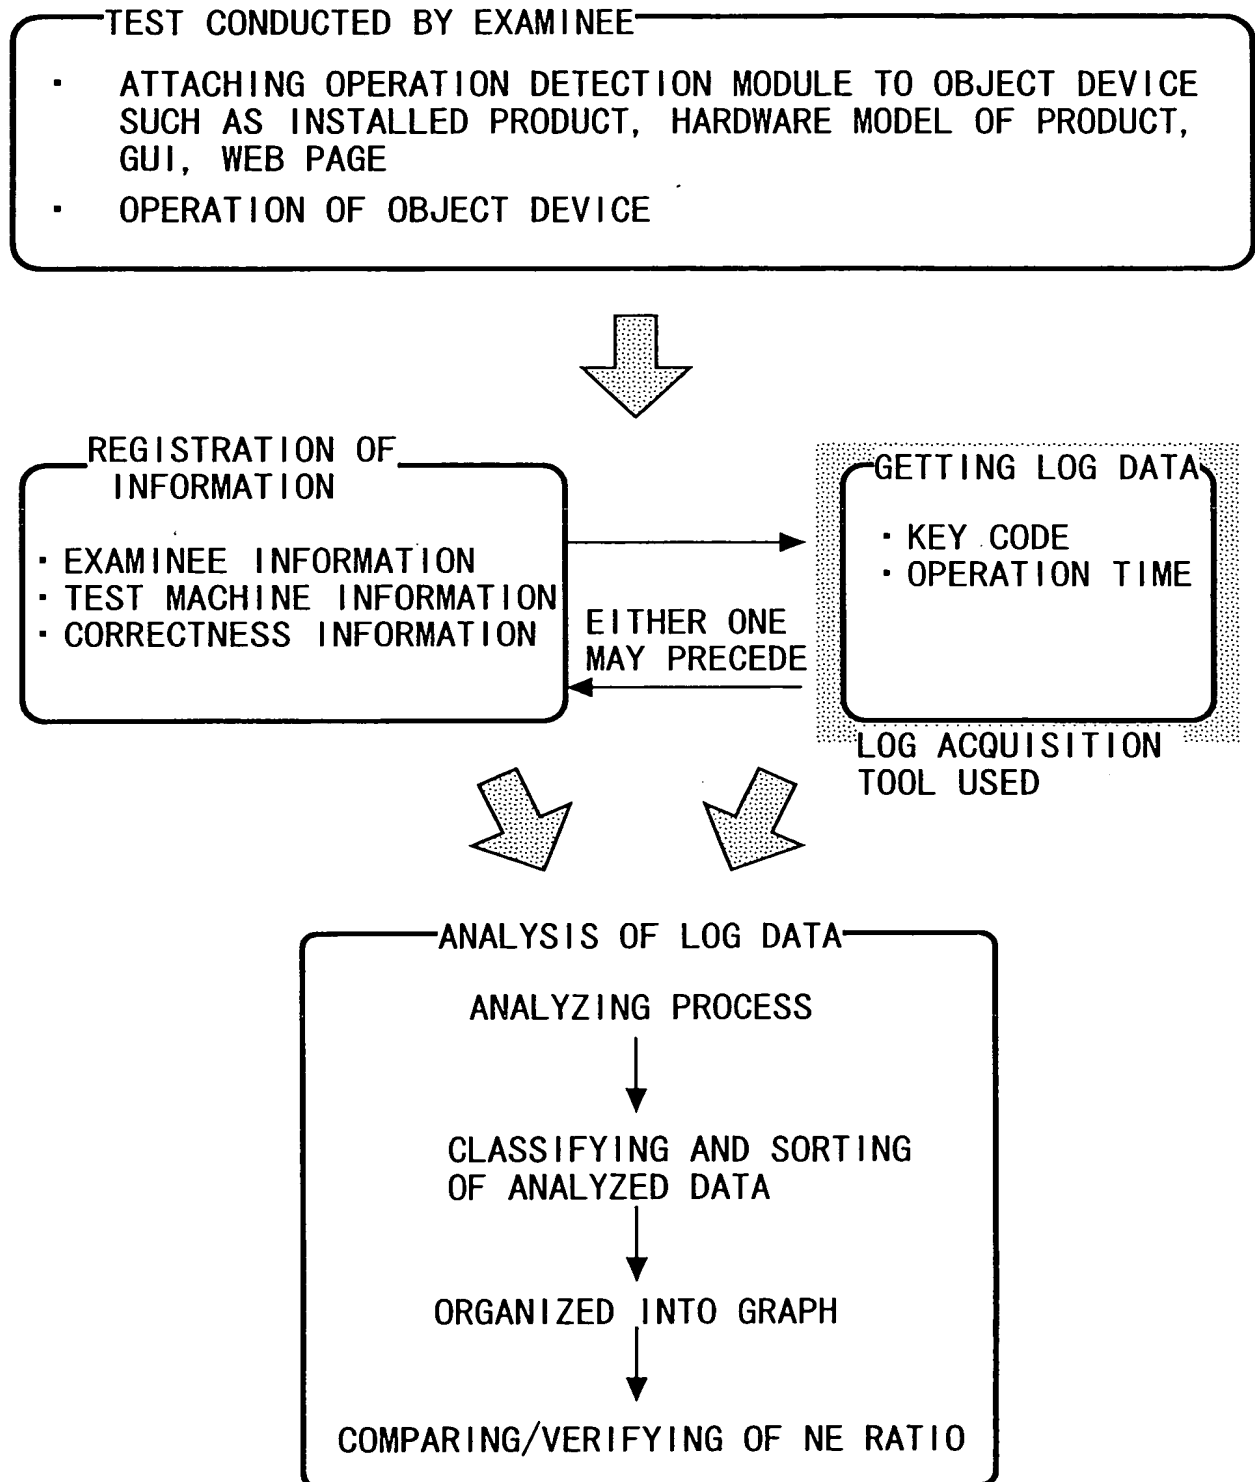 TEST CONDUCTED BY EXAMINEE
· ATTACHING OPERATION DETECTION MODULE TO OBJECT DEVICE
SUCH AS INSTALLED PRODUCT, HARDWARE MODEL OF PRODUCT,
GUI, WEB PAGE
· OPERATION OF OBJECT DEVICE
REGISTRATION OF
INFORMATION
· EXAMINEE INFORMATION
· TEST MACHINE INFORMATION
· CORRECTNESS INFORMATION
EITHER ONE
MAY PRECEDE
GETTING LOG DATA
· KEY CODE
· OPERATION TIME
LOG ACQUISITION
TOOL USED
ANALYSIS OF LOG DATA
ANALYZING PROCESS
CLASSIFYING AND SORTING
OF ANALYZED DATA
ORGANIZED INTO GRAPH
COMPARING/VERIFYING OF NE RATIO